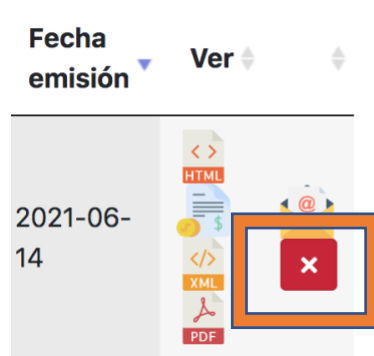 Fecha
emisión
Ver
HTML
@
2021-06-
$
14
</>
XML
PDF